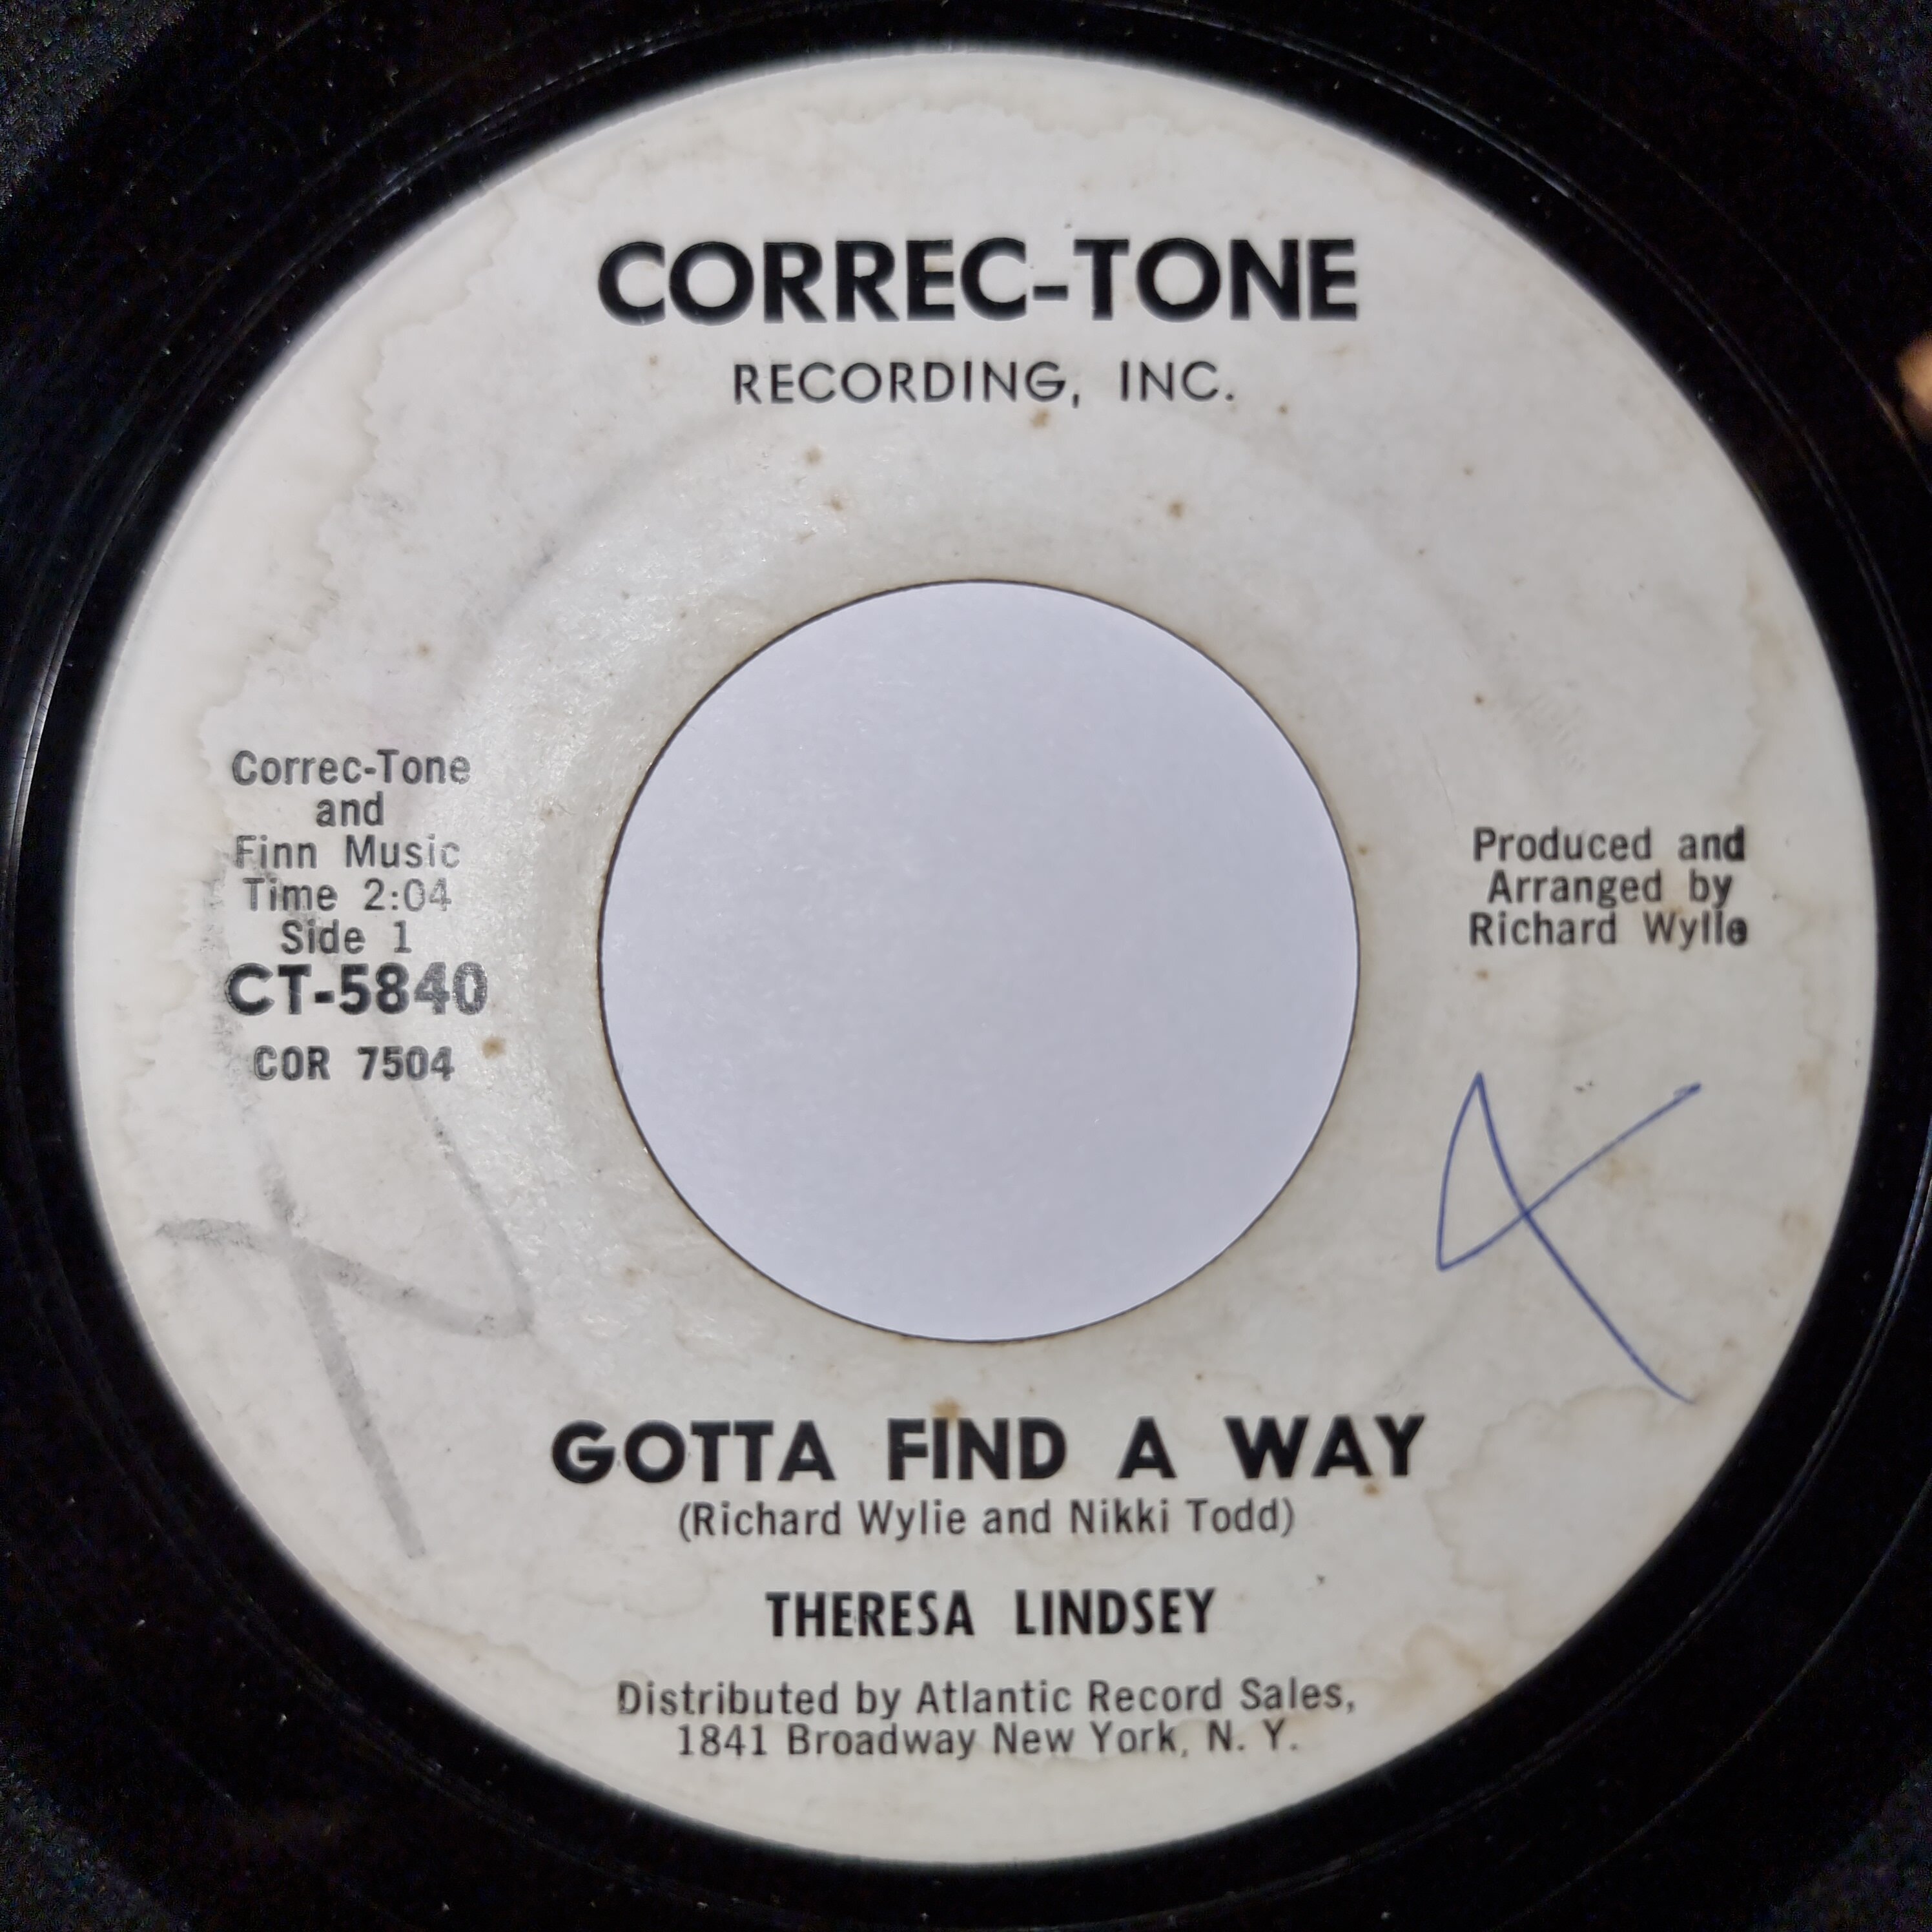 CORREC-TONE
RECORDING, INC.
Correc-Tone
and
Finn Music
Time 2:04
Side 1
CT-5840
COR 7504
Produced and
Arranged by
Richard Wylie
4
GOTTA FIND A WAY
(Richard Wylie and Nikki Todd)
THERESA LINDSEY
Distributed by Atlantic Record Sales,
1841 Broadway New York, N. Y.